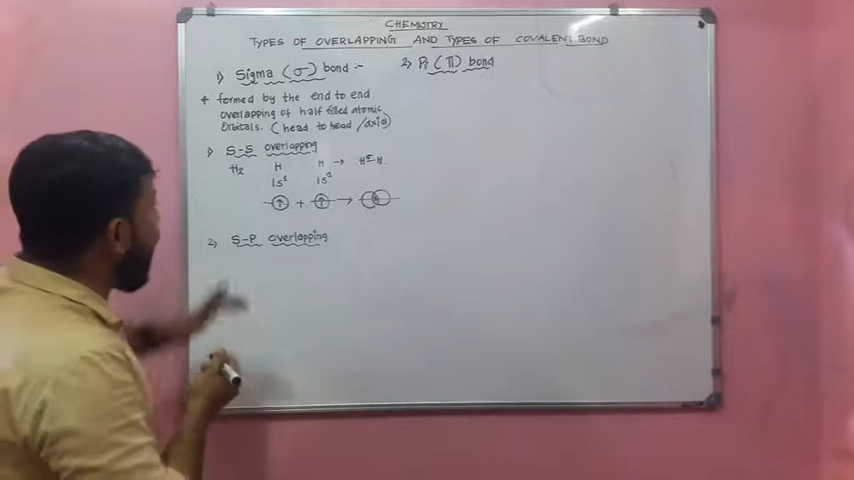 CHEMISTRY
TYPES OF OVERLAPPING AND TYPES OF COVALENT BOND
1) Sigma (σ) bond :-
2) Pi (π) bond
* formed by the end to end
overlapping of half filled atomic
Orbitals. (head to head / axial)
1) S-S overlapping
H₂ H H → H-H.
1S¹ 1S¹
↑ + ↑ →
2) S-P overlapping